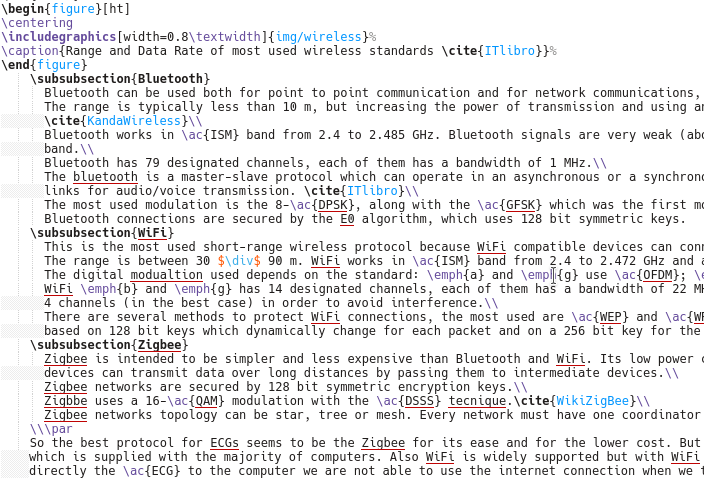 \begin{figure}[ht]
\centering
\includegraphics[width=0.8\textwidth]{img/wireless}%
\caption{Range and Data Rate of most used wireless standards \cite{ITlibro}}%
\end{figure}
\subsubsection{Bluetooth}
Bluetooth can be used both for point to point communication and for network communications,
The range is typically less than 10 m, but increasing the power of transmission and using an
\cite{KandaWireless}\\
Bluetooth works in \ac{ISM} band from 2.4 to 2.485 GHz. Bluetooth signals are very weak (abo
band.\\
Bluetooth has 79 designated channels, each of them has a bandwidth of 1 MHz.\\
The bluetooth is a master-slave protocol which can operate in an asynchronous or a synchrono
links for audio/voice transmission. \cite{ITlibro}\\
The most used modulation is the 8-\ac{DPSK}, along with the \ac{GFSK} which was the first mo
Bluetooth connections are secured by the E0 algorithm, which uses 128 bit symmetric keys.
\subsubsection{WiFi}
This is the most used short-range wireless protocol because WiFi compatible devices can conn
The range is between 30 $\div$ 90 m. WiFi works in \ac{ISM} band from 2.4 to 2.472 GHz and a
The digital modualtion used depends on the standard: \emph{a} and \emph{g} use \ac{OFDM}; \e
WiFi \emph{b} and \emph{g} has 14 designated channels, each of them has a bandwidth of 22 MH
4 channels (in the best case) in order to avoid interference.\\
There are several methods to protect WiFi connections, the most used are \ac{WEP} and \ac{WP
based on 128 bit keys which dynamically change for each packet and on a 256 bit key for the
\subsubsection{Zigbee}
Zigbee is intended to be simpler and less expensive than Bluetooth and WiFi. Its low power c
devices can transmit data over long distances by passing them to intermediate devices.\\
Zigbee networks are secured by 128 bit symmetric encryption keys.\\
Zigbbe uses a 16-\ac{QAM} modulation with the \ac{DSSS} tecnique.\cite{WikiZigBee}\\
Zigbee networks topology can be star, tree or mesh. Every network must have one coordinator
\\\par
So the best protocol for ECGs seems to be the Zigbee for its ease and for the lower cost. But
which is supplied with the majority of computers. Also WiFi is widely supported but with WiFi
directly the \ac{ECG} to the computer we are not able to use the internet connection when we t